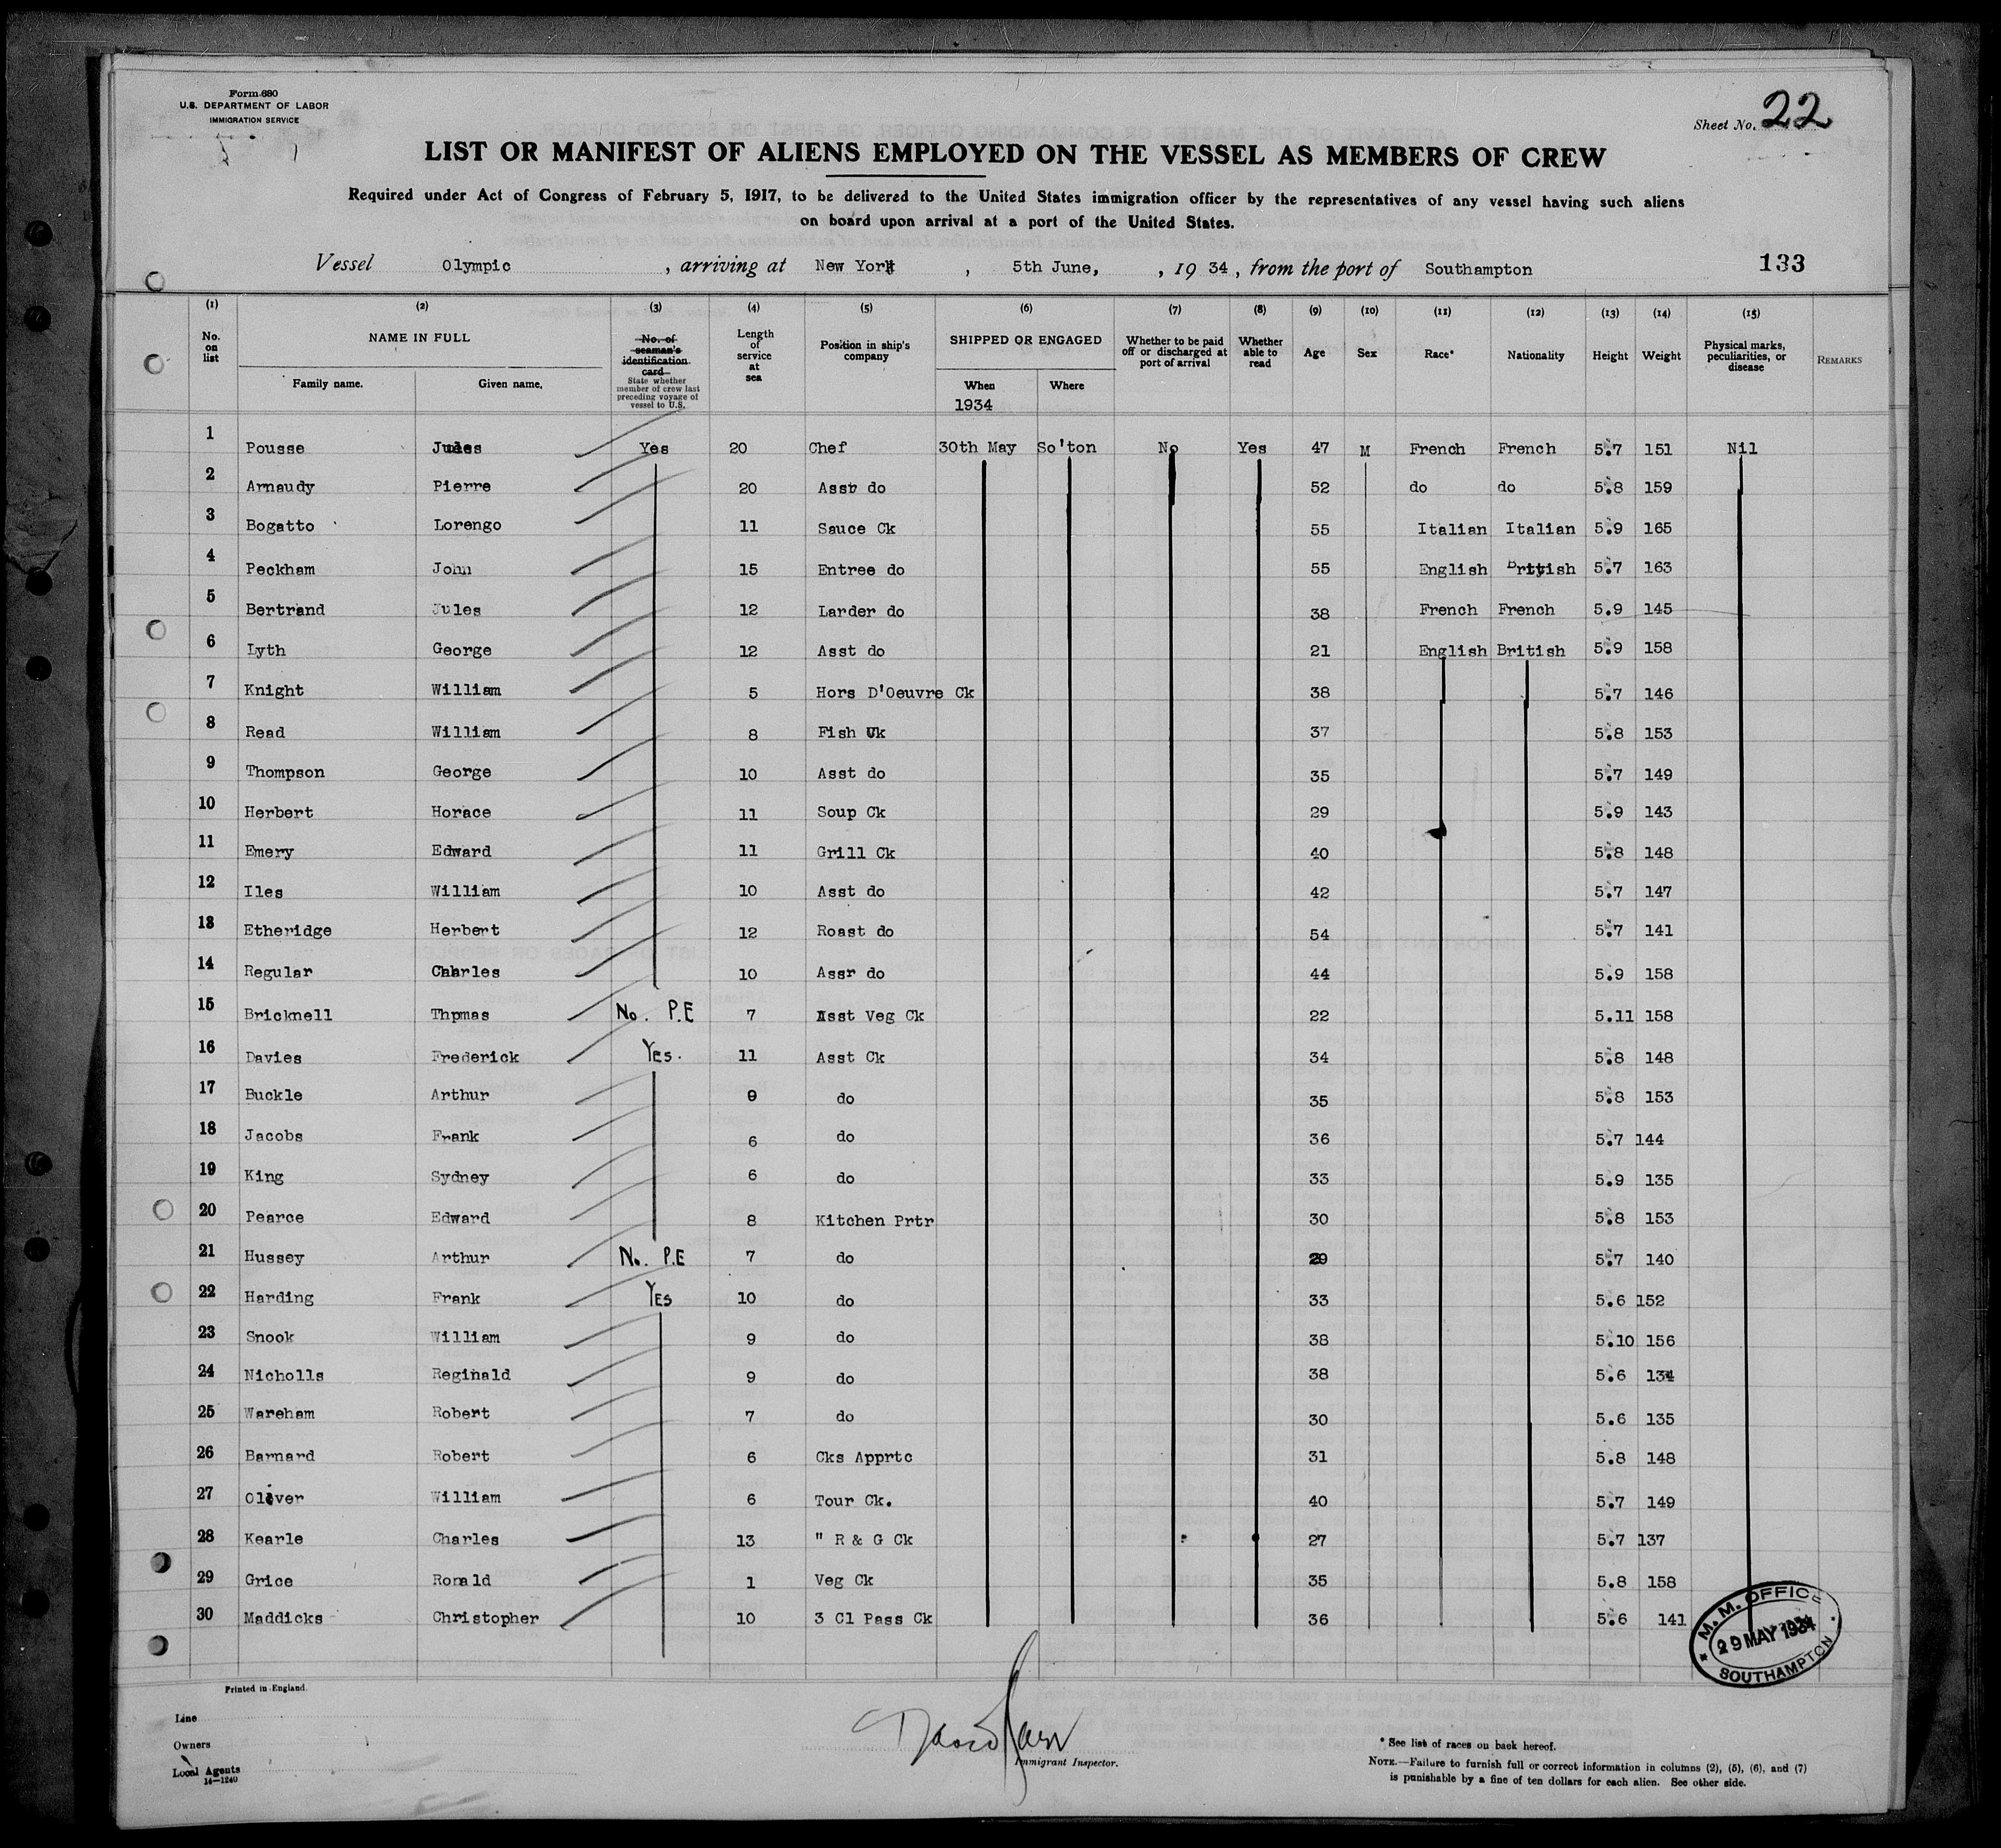 Form 680
U.S. DEPARTMENT OF LABOR
IMMIGRATION SERVICE
Sheet No. 22
LIST OR MANIFEST OF ALIENS EMPLOYED ON THE VESSEL AS MEMBERS OF CREW
Required under Act of Congress of February 5, 1917, to be delivered to the United States immigration officer by the representatives of any vessel having such aliens
on board upon arrival at a port of the United States.
Vessel Olympic , arriving at New York , 5th June, , 19 34 , from the port of Southampton 133
(1) (2) (3) (4) (5) (6) (7) (8) (9) (10) (11) (12) (13) (14) (15)
No. on list NAME IN FULL Family name. Given name. No. of seaman's identification card State whether member of crew last preceding voyage of vessel to U.S. Length of service at sea Position in ship's company SHIPPED OR ENGAGED When 1934 Where Whether to be paid off or discharged at port of arrival Whether able to read Age Sex Race* Nationality Height Weight Physical marks, peculiarities, or disease REMARKS
1 Pousse Jules Yes 20 Chef 30th May So'ton No Yes 47 M French French 5.7 151 Nil
2 Arnaudy Pierre 20 Assr do 52 do do 5.8 159
3 Bogatto Lorengo 11 Sauce Ck 55 Italian Italian 5.9 165
4 Peckham John 15 Entree do 55 English British 5.7 163
5 Bertrand Jules 12 Larder do 38 French French 5.9 145
6 Lyth George 12 Asst do 21 English British 5.9 158
7 Knight William 5 Hors D'Oeuvre Ck 38 5.7 146
8 Read William 8 Fish Ck 37 5.8 153
9 Thompson George 10 Asst do 35 5.7 149
10 Herbert Horace 11 Soup Ck 29 5.9 143
11 Emery Edward 11 Grill Ck 40 5.8 148
12 Iles William 10 Asst do 42 5.7 147
13 Etheridge Herbert 12 Roast do 54 5.7 141
14 Regular Charles 10 Assr do 44 5.9 158
15 Bricknell Thpmas No. P.E 7 Asst Veg Ck 22 5.11 158
16 Davies Frederick Yes. 11 Asst Ck 34 5.8 148
17 Buckle Arthur 9 do 35 5.8 153
18 Jacobs Frank 6 do 36 5.7 144
19 King Sydney 6 do 33 5.9 135
20 Pearce Edward 8 Kitchen Prtr 30 5.8 153
21 Hussey Arthur No. P.E 7 do 29 5.7 140
22 Harding Frank YES 10 do 33 5.6 152
23 Snook William 9 do 38 5.10 156
24 Nicholls Reginald 9 do 38 5.6 134
25 Wareham Robert 7 do 30 5.6 135
26 Barnard Robert 6 Cks Apprtc 31 5.8 148
27 Oliver William 6 Tour Ck. 40 5.7 149
28 Kearle Charles 13 " R & G Ck 27 5.7 137
29 Grice Ronald 1 Veg Ck 35 5.8 158
30 Maddicks Christopher 10 3 Cl Pass Ck 36 5.6 141
M. M. OFFICE
29 MAY 1934
SOUTHAMPTON
Printed in England.
Line
Owners
Local Agents
14—1240
Immigrant Inspector.
* See list of races on back hereof.
NOTE.—Failure to furnish full or correct information in columns (2), (5), (6), and (7)
is punishable by a fine of ten dollars for each alien. See other side.